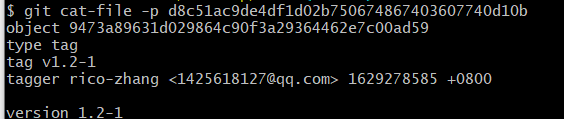 $ git cat-file -p d8c51ac9de4df1d02b750674867403607740d10b
object 9473a89631d029864c90f3a29364462e7c00ad59
type tag
tag v1.2-1
tagger rico-zhang <1425618127@qq.com> 1629278585 +0800
version 1.2-1